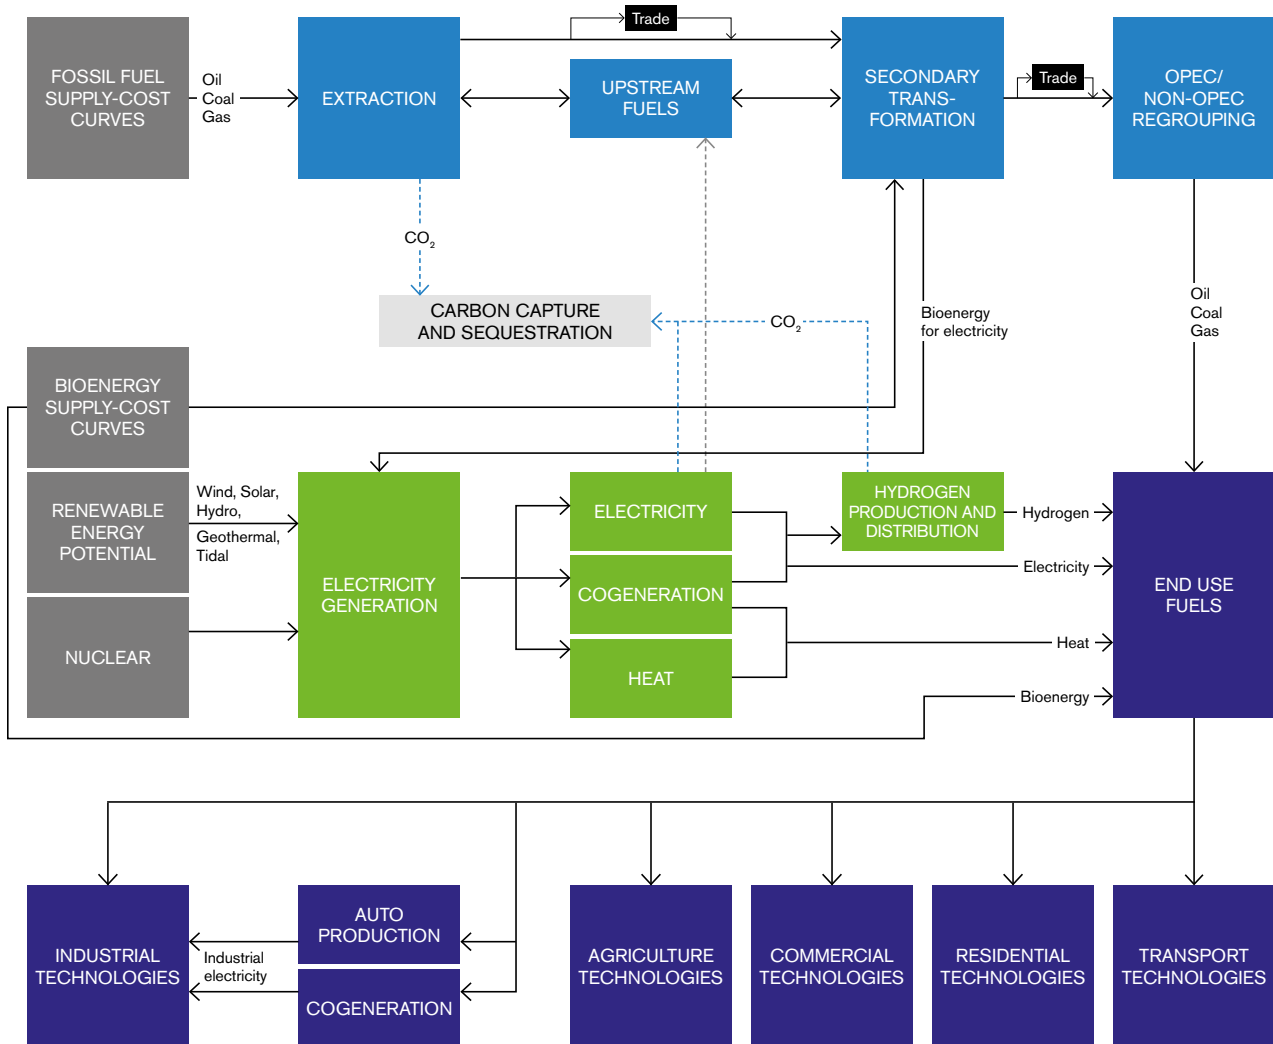 Trade
FOSSIL FUEL
SUPPLY-COST
CURVES
Oil
Coal
Gas
EXTRACTION
UPSTREAM
FUELS
SECONDARY
TRANS-
FORMATION
Trade
OPEC/
NON-OPEC
REGROUPING
CO2
CARBON CAPTURE
AND SEQUESTRATION
CO2
Bioenergy
for electricity
Oil
Coal
Gas
BIOENERGY
SUPPLY-COST
CURVES
RENEWABLE
ENERGY
POTENTIAL
Wind, Solar,
Hydro,
Geothermal,
Tidal
NUCLEAR
ELECTRICITY
GENERATION
ELECTRICITY
COGENERATION
HEAT
HYDROGEN
PRODUCTION AND
DISTRIBUTION
Hydrogen
Electricity
Heat
Bioenergy
END USE
FUELS
INDUSTRIAL
TECHNOLOGIES
Industrial
electricity
AUTO
PRODUCTION
COGENERATION
AGRICULTURE
TECHNOLOGIES
COMMERCIAL
TECHNOLOGIES
RESIDENTIAL
TECHNOLOGIES
TRANSPORT
TECHNOLOGIES